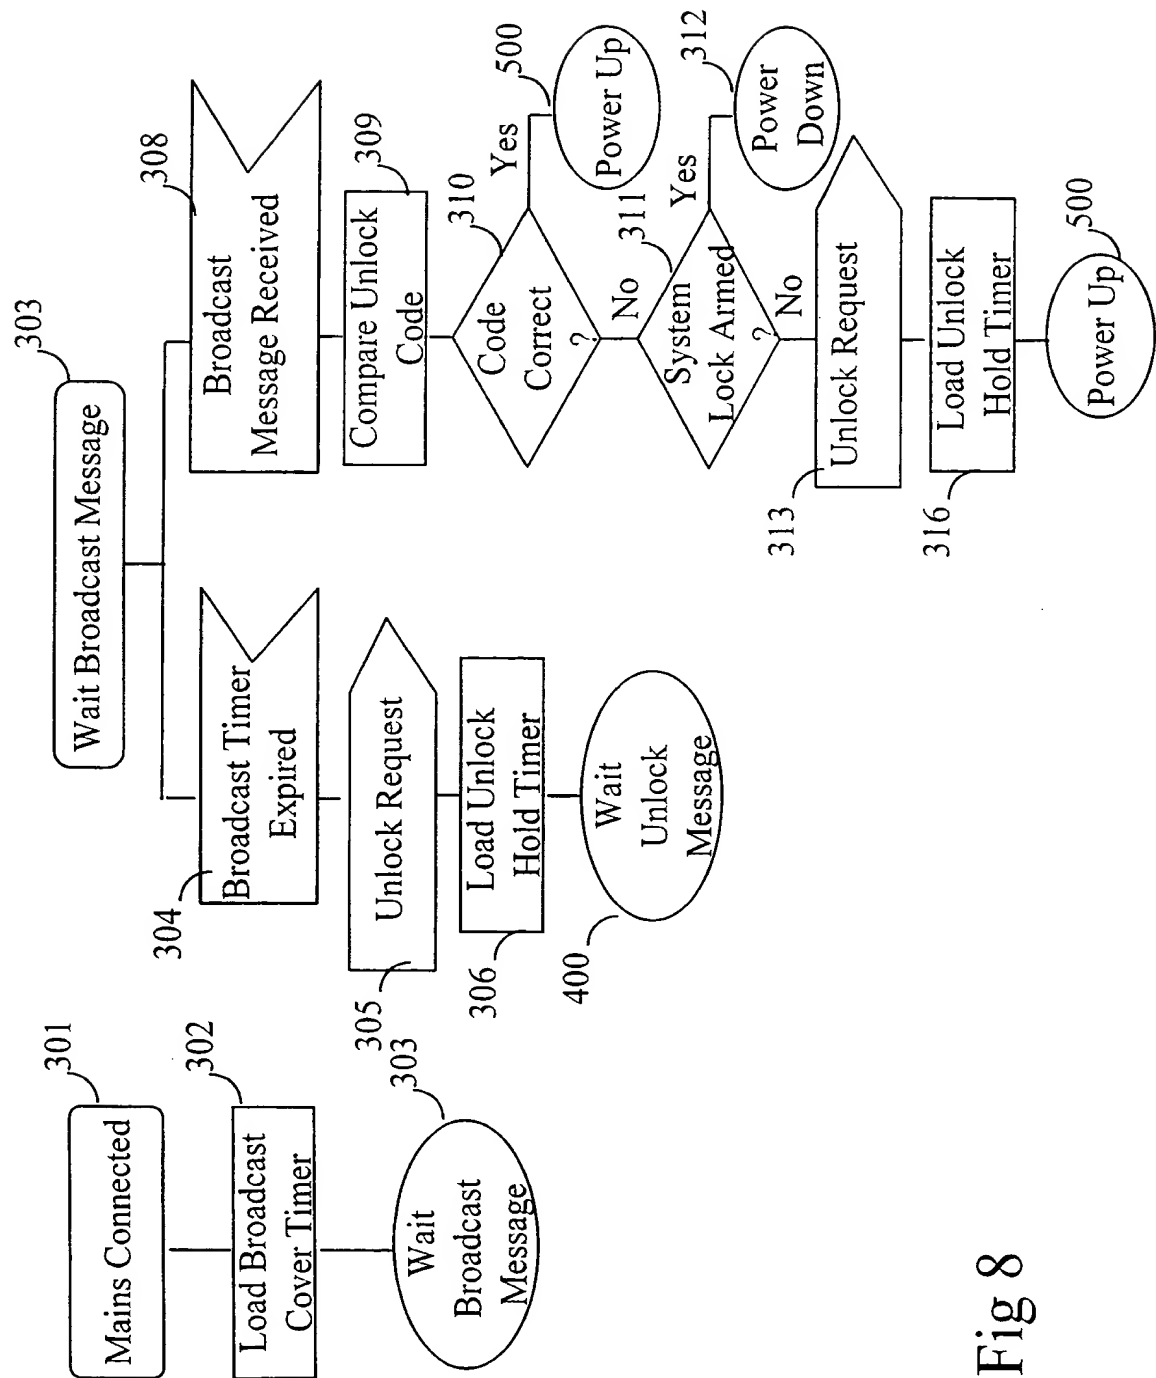 301
Mains Connected
302
Load Broadcast
Cover Timer
303
Wait
Broadcast
Message
303
Wait Broadcast Message
304
Broadcast Timer
Expired
305
Unlock Request
306
Load Unlock
Hold Timer
400
Wait
Unlock
Message
308
Broadcast
Message Received
309
Compare Unlock
Code
310
Code
Correct
?
Yes
500
Power Up
No
311
System
Lock Armed
?
Yes
312
Power
Down
No
313
Unlock Request
316
Load Unlock
Hold Timer
500
Power Up
Fig 8